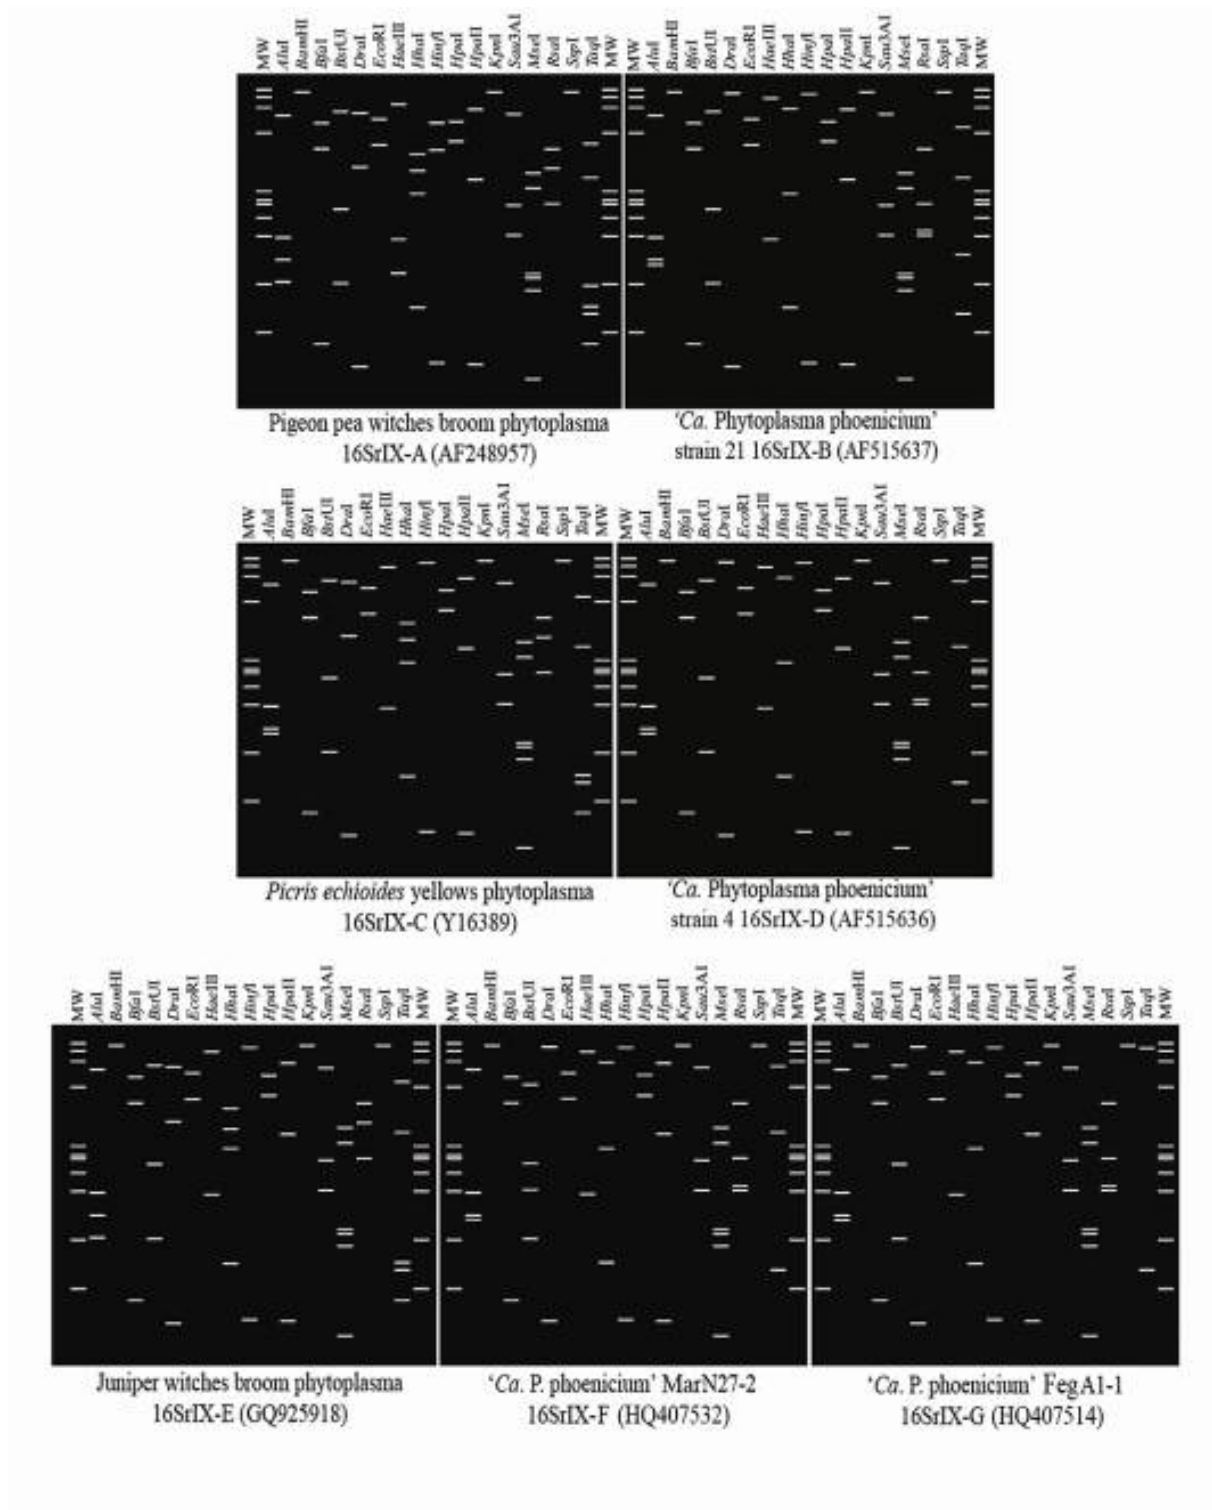 MW AluI BamHI BfaI BstUI DraI EcoRI HaeIII HhaI HinfI HpaI HpaII KpnI Sau3AI MseI RsaI SspI TaqI MW MW AluI BamHI BfaI BstUI DraI EcoRI HaeIII HhaI HinfI HpaI HpaII KpnI Sau3AI MseI RsaI SspI TaqI MW
Pigeon pea witches broom phytoplasma
16SrIX-A (AF248957)
'Ca. Phytoplasma phoenicium'
strain 21 16SrIX-B (AF515637)
MW AluI BamHI BfaI BstUI DraI EcoRI HaeIII HhaI HinfI HpaI HpaII KpnI Sau3AI MseI RsaI SspI TaqI MW MW AluI BamHI BfaI BstUI DraI EcoRI HaeIII HhaI HinfI HpaI HpaII KpnI Sau3AI MseI RsaI SspI TaqI MW
Picris echioides yellows phytoplasma
16SrIX-C (Y16389)
'Ca. Phytoplasma phoenicium'
strain 4 16SrIX-D (AF515636)
MW AluI BamHI BfaI BstUI DraI EcoRI HaeIII HhaI HinfI HpaI HpaII KpnI Sau3AI MseI RsaI SspI TaqI MW MW AluI BamHI BfaI BstUI DraI EcoRI HaeIII HhaI HinfI HpaI HpaII KpnI Sau3AI MseI RsaI SspI TaqI MW MW AluI BamHI BfaI BstUI DraI EcoRI HaeIII HhaI HinfI HpaI HpaII KpnI Sau3AI MseI RsaI SspI TaqI MW
Juniper witches broom phytoplasma
16SrIX-E (GQ925918)
'Ca. P. phoenicium' MarN27-2
16SrIX-F (HQ407532)
'Ca. P. phoenicium' FegA1-1
16SrIX-G (HQ407514)